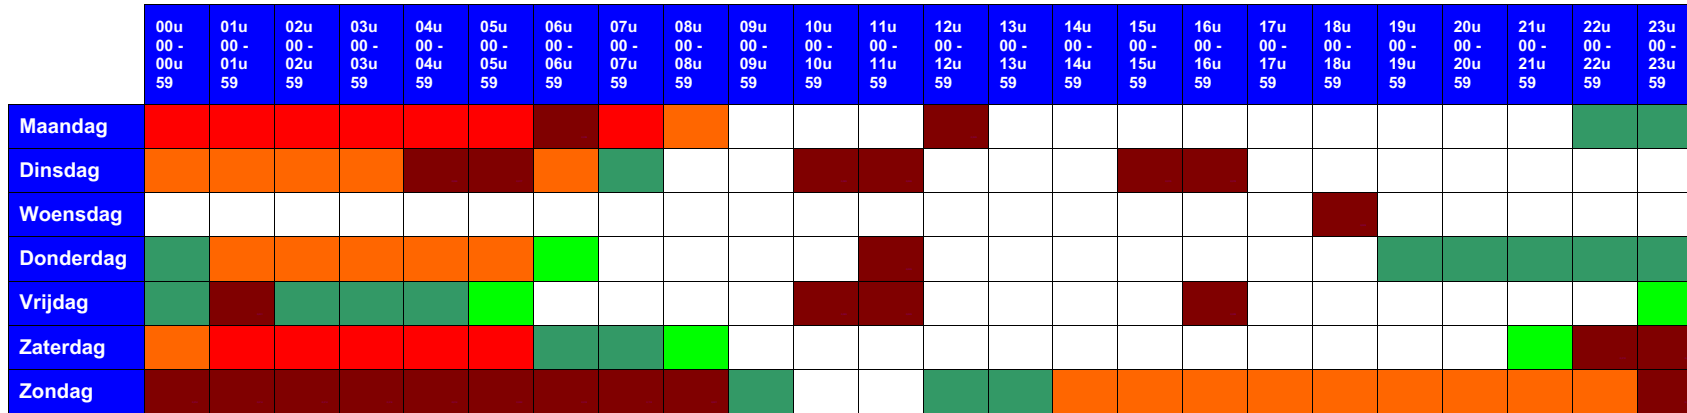 00u 01u 02u 03u 04u 05u 06u 07u 08u 09u 10u 11u 12u 13u 14u 15u 16u 17u 18u 19u 20u 21u 22u 23u
00 - 00 - 00 - 00 - 00 - 00 - 00 - 00 - 00 - 00 - 00 - 00 - 00 - 00 - 00 - 00 - 00 - 00 - 00 - 00 - 00 - 00 - 00 - 00 -
00u 01u 02u 03u 04u 05u 06u 07u 08u 09u 10u 11u 12u 13u 14u 15u 16u 17u 18u 19u 20u 21u 22u 23u
59 59 59 59 59 59 59 59 59 59 59 59 59 59 59 59 59 59 59 59 59 59 59 59
Maandag
Dinsdag
Woensdag
Donderdag
Vrijdag
Zaterdag
Zondag